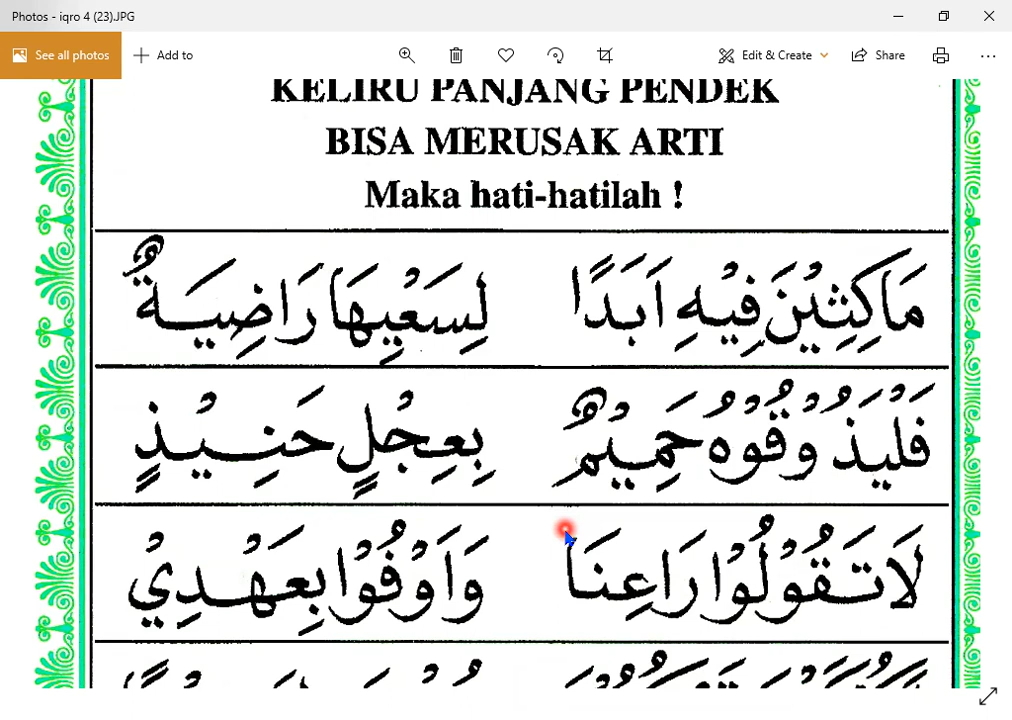 Photos - iqro 4 (23).JPG
See all photos
Add to
Edit & Create
Share
KELIRU PANJANG PENDEK
BISA MERUSAK ARTI
Maka hati-hatilah !
مَاكِثِيْنَ فِيْهِ اَبَدًا لِسَعْيِهَا رَاضِيَةٌ
فَلْيَذُوْقُوْهُ حَمِيْمٌ بِعِجْلٍ حَنِيْذٍ
لَا تَقُوْلُوْا رَاعِنَا وَاَوْفُوْا بِعَهْدِيْ